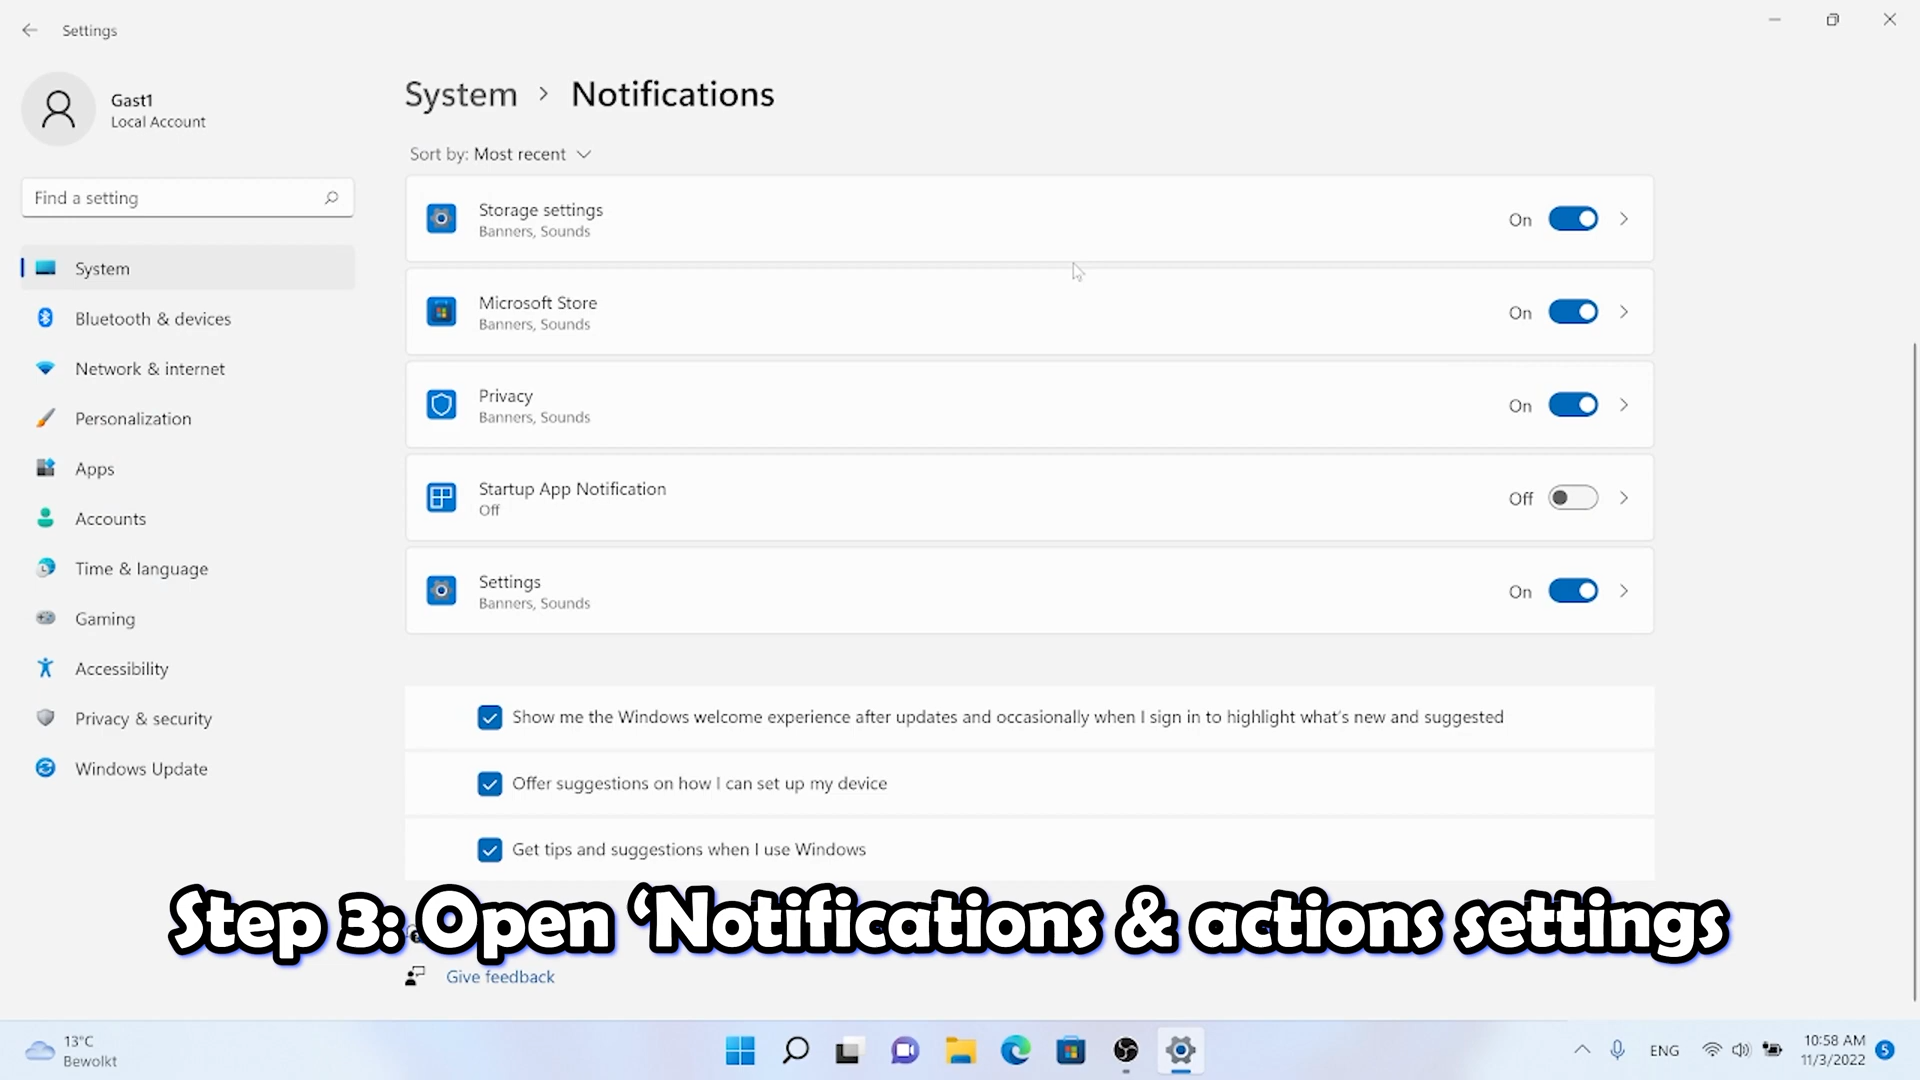 Settings
Gast1
Local Account
Find a setting
System
Bluetooth & devices
Network & internet
Personalization
Apps
Accounts
Time & language
Gaming
Accessibility
Privacy & security
Windows Update
System > Notifications
Sort by: Most recent
Storage settings
Banners, Sounds
On
Microsoft Store
Banners, Sounds
On
Privacy
Banners, Sounds
On
Startup App Notification
Off
Off
Settings
Banners, Sounds
On
Show me the Windows welcome experience after updates and occasionally when I sign in to highlight what's new and suggested
Offer suggestions on how I can set up my device
Get tips and suggestions when I use Windows
Step 3: Open ‘Notifications & actions settings
Give feedback
13°C
Bewolkt
ENG
10:58 AM
11/3/2022
5